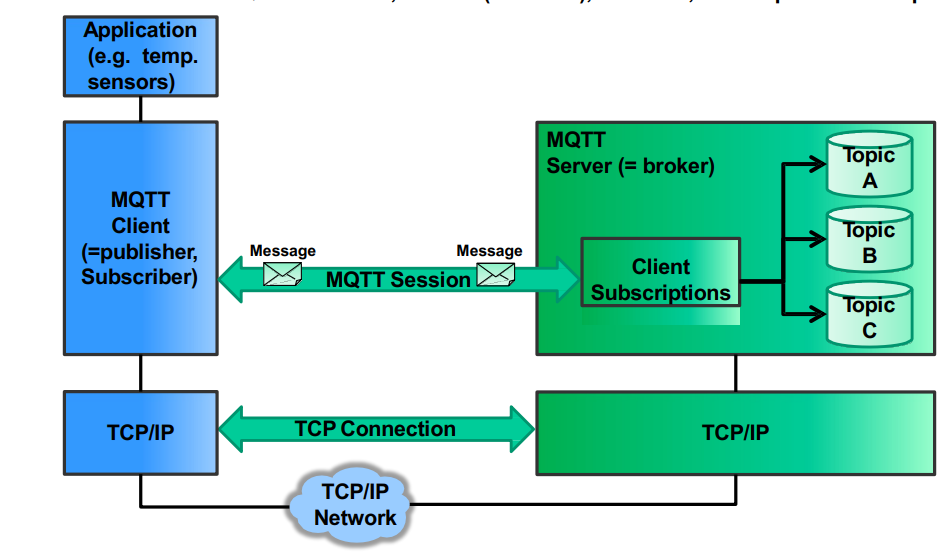 Application
(e.g. temp.
sensors)
MQTT
Client
(=publisher,
Subscriber)
Message
Message
MQTT Session
MQTT
Server (= broker)
Client
Subscriptions
Topic
A
Topic
B
Topic
C
TCP/IP
TCP Connection
TCP/IP
TCP/IP
Network